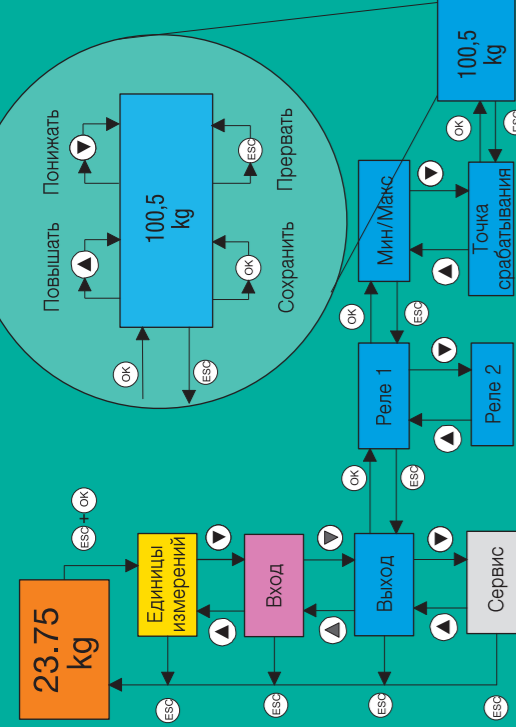 23.75
kg
ESC + OK
Единицы
измерений
Вход
Выход
Сервис
ESC
ESC
ESC
ESC
OK
ESC
Реле 1
Реле 2
OK
ESC
Мин/Макс
Точка
срабатывания
OK
ESC
100,5
kg
Повышать
Понижать
OK
ESC
100,5
kg
OK
ESC
Сохранить
Прервать